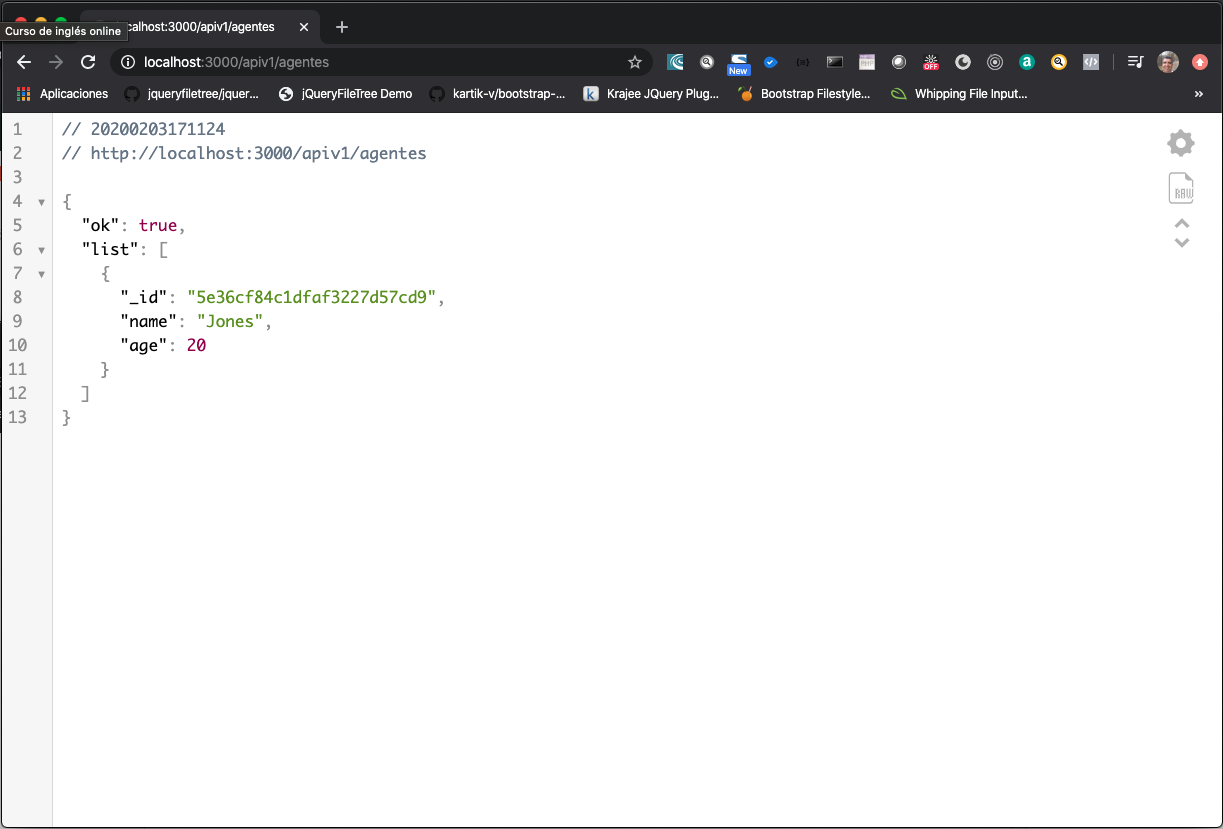 Curso de inglés online
calhost:3000/apiv1/agentes
localhost:3000/apiv1/agentes
New
OFF
Aplicaciones jqueryfiletree/jquer... jQueryFileTree Demo kartik-v/bootstrap-... Krajee JQuery Plug... Bootstrap Filestyle... Whipping File Input... »
1 // 20200203171124
2 // http://localhost:3000/apiv1/agentes
3
4 {
5 "ok": true,
6 "list": [
7 {
8 "_id": "5e36cf84c1dfaf3227d57cd9",
9 "name": "Jones",
10 "age": 20
11 }
12 ]
13 }
RAW